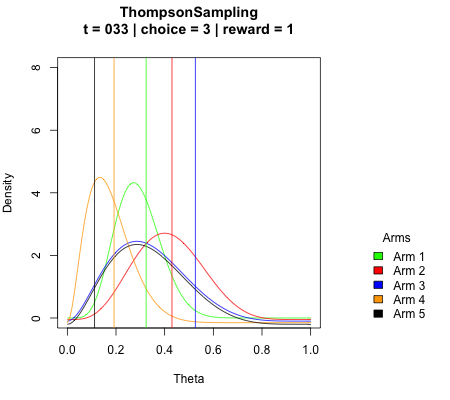 ThompsonSampling
t = 033 | choice = 3 | reward = 1
8
6
4
2
0
Density
0.0 0.2 0.4 0.6 0.8 1.0
Theta
Arms
Arm 1
Arm 2
Arm 3
Arm 4
Arm 5